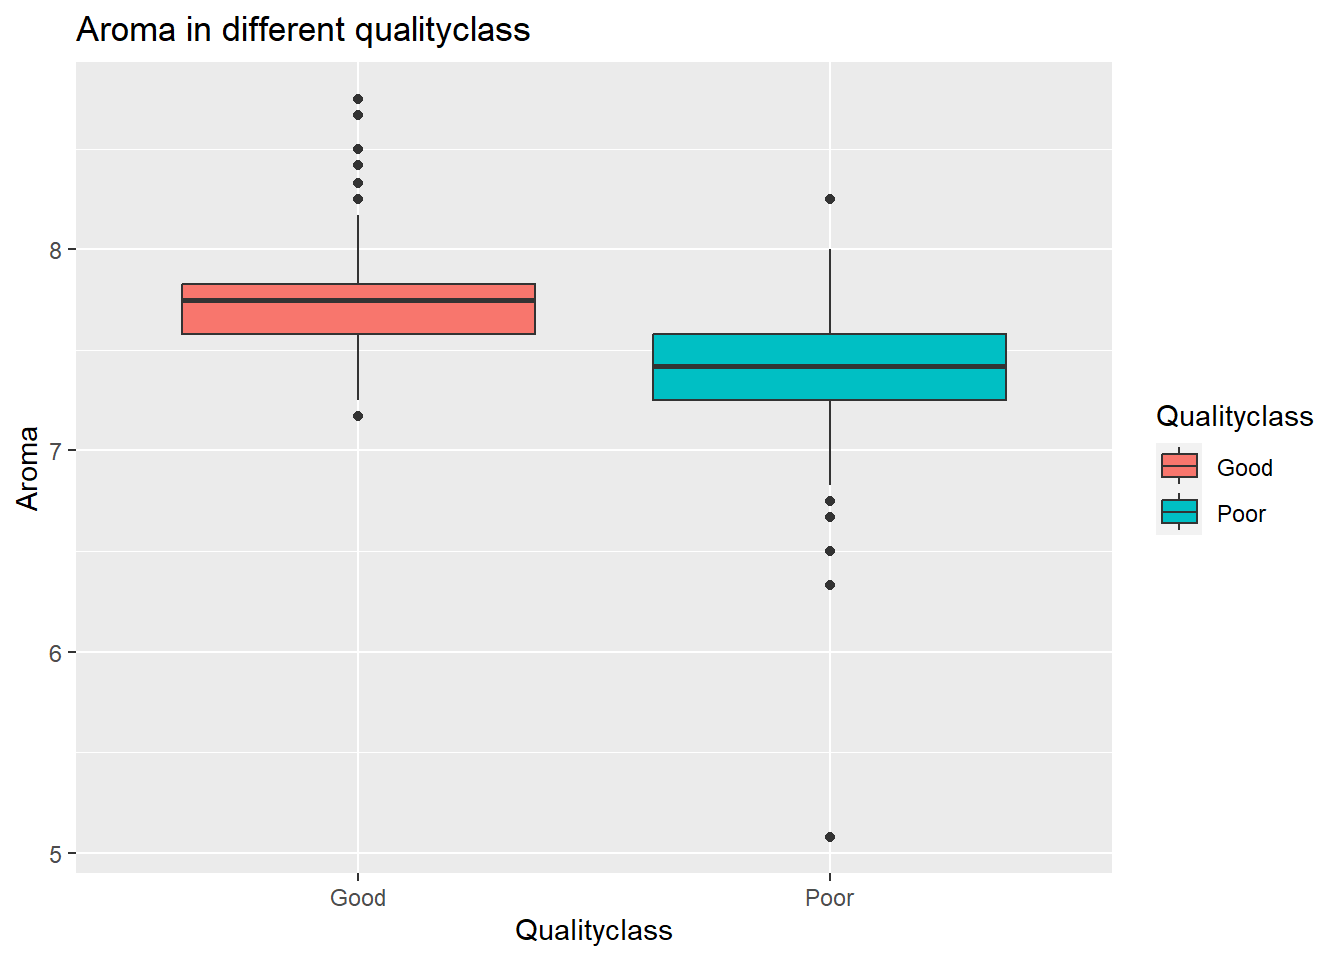 Aroma in different qualityclass
Aroma
8
7
6
5
Good
Poor
Qualityclass
Qualityclass
Good
Poor